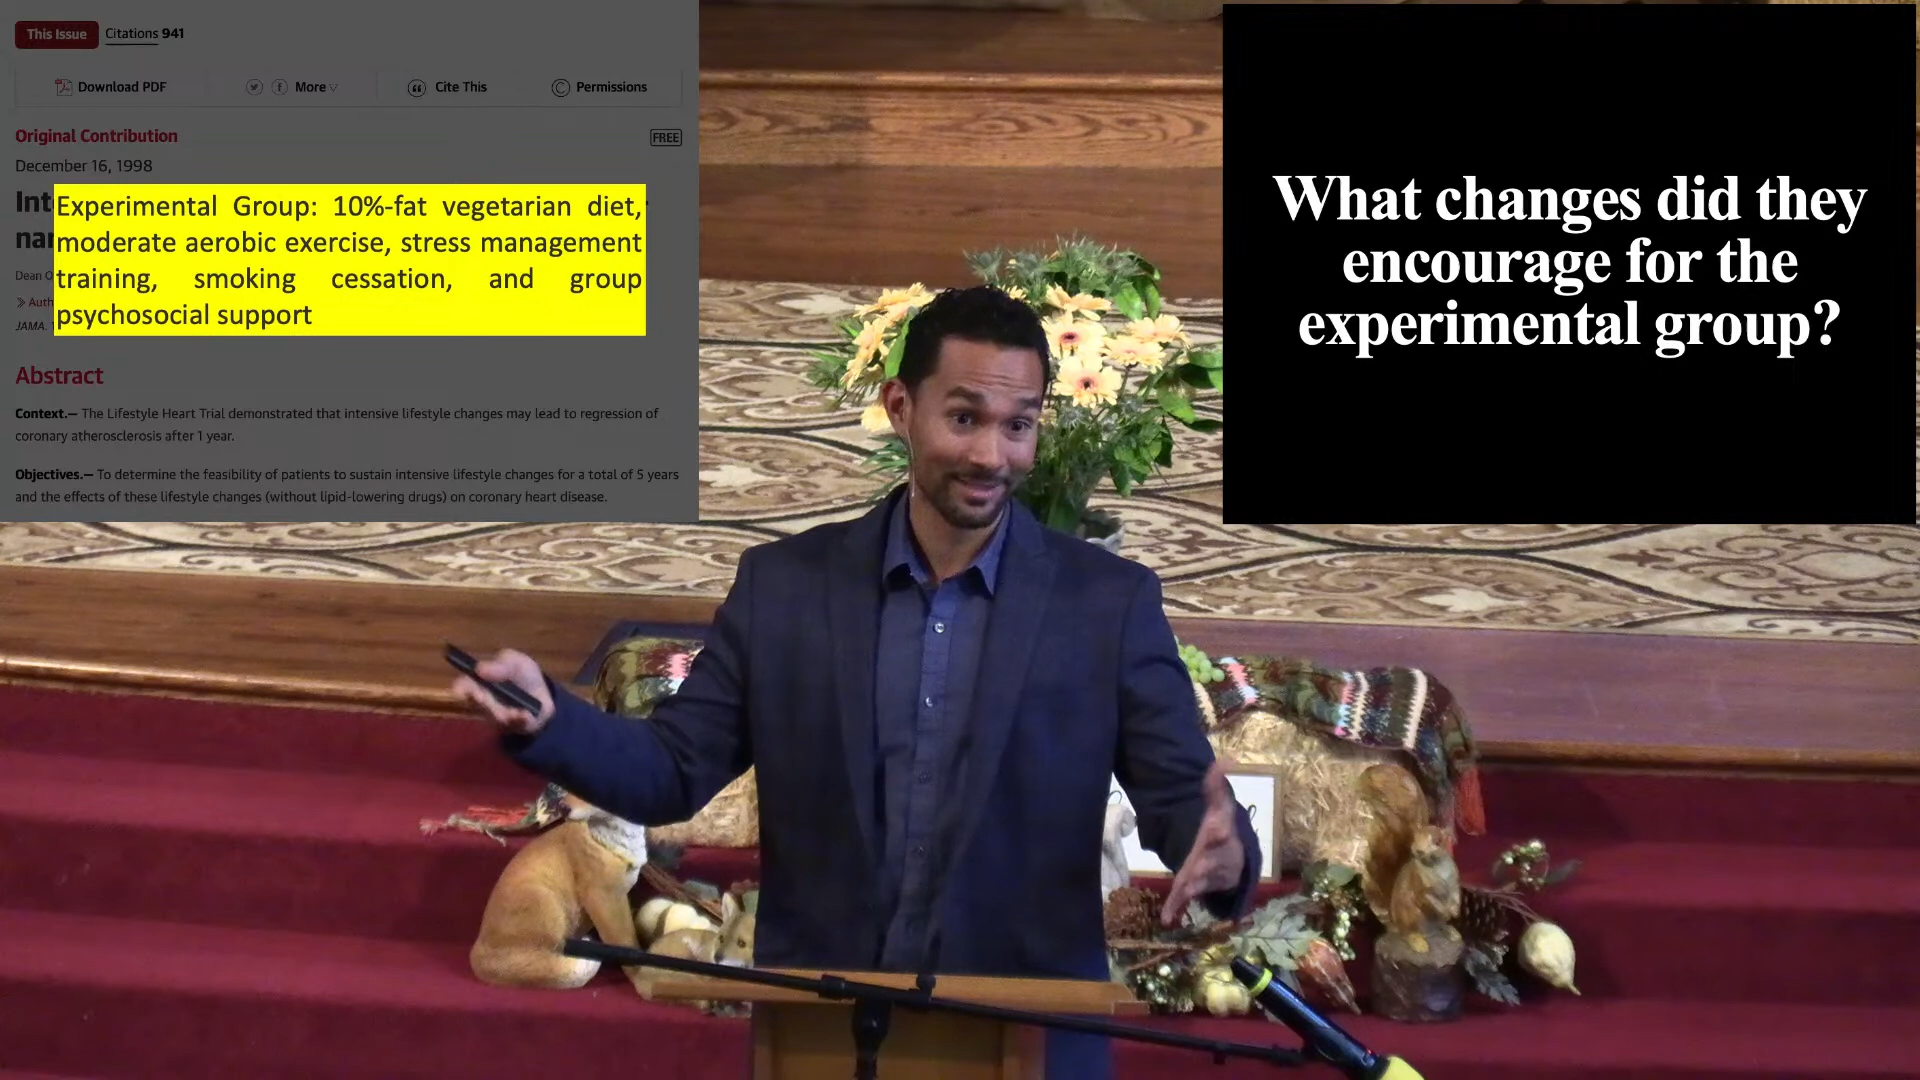 This Issue Citations 941
Download PDF More Cite This Permissions
Original Contribution FREE
December 16, 1998
Int
nar
Experimental Group: 10%-fat vegetarian diet,
moderate aerobic exercise, stress management
training, smoking cessation, and group
psychosocial support
Dean O
Auth
JAMA.
Abstract
Context.— The Lifestyle Heart Trial demonstrated that intensive lifestyle changes may lead to regression of
coronary atherosclerosis after 1 year.
Objectives.— To determine the feasibility of patients to sustain intensive lifestyle changes for a total of 5 years
and the effects of these lifestyle changes (without lipid-lowering drugs) on coronary heart disease.
What changes did they
encourage for the
experimental group?